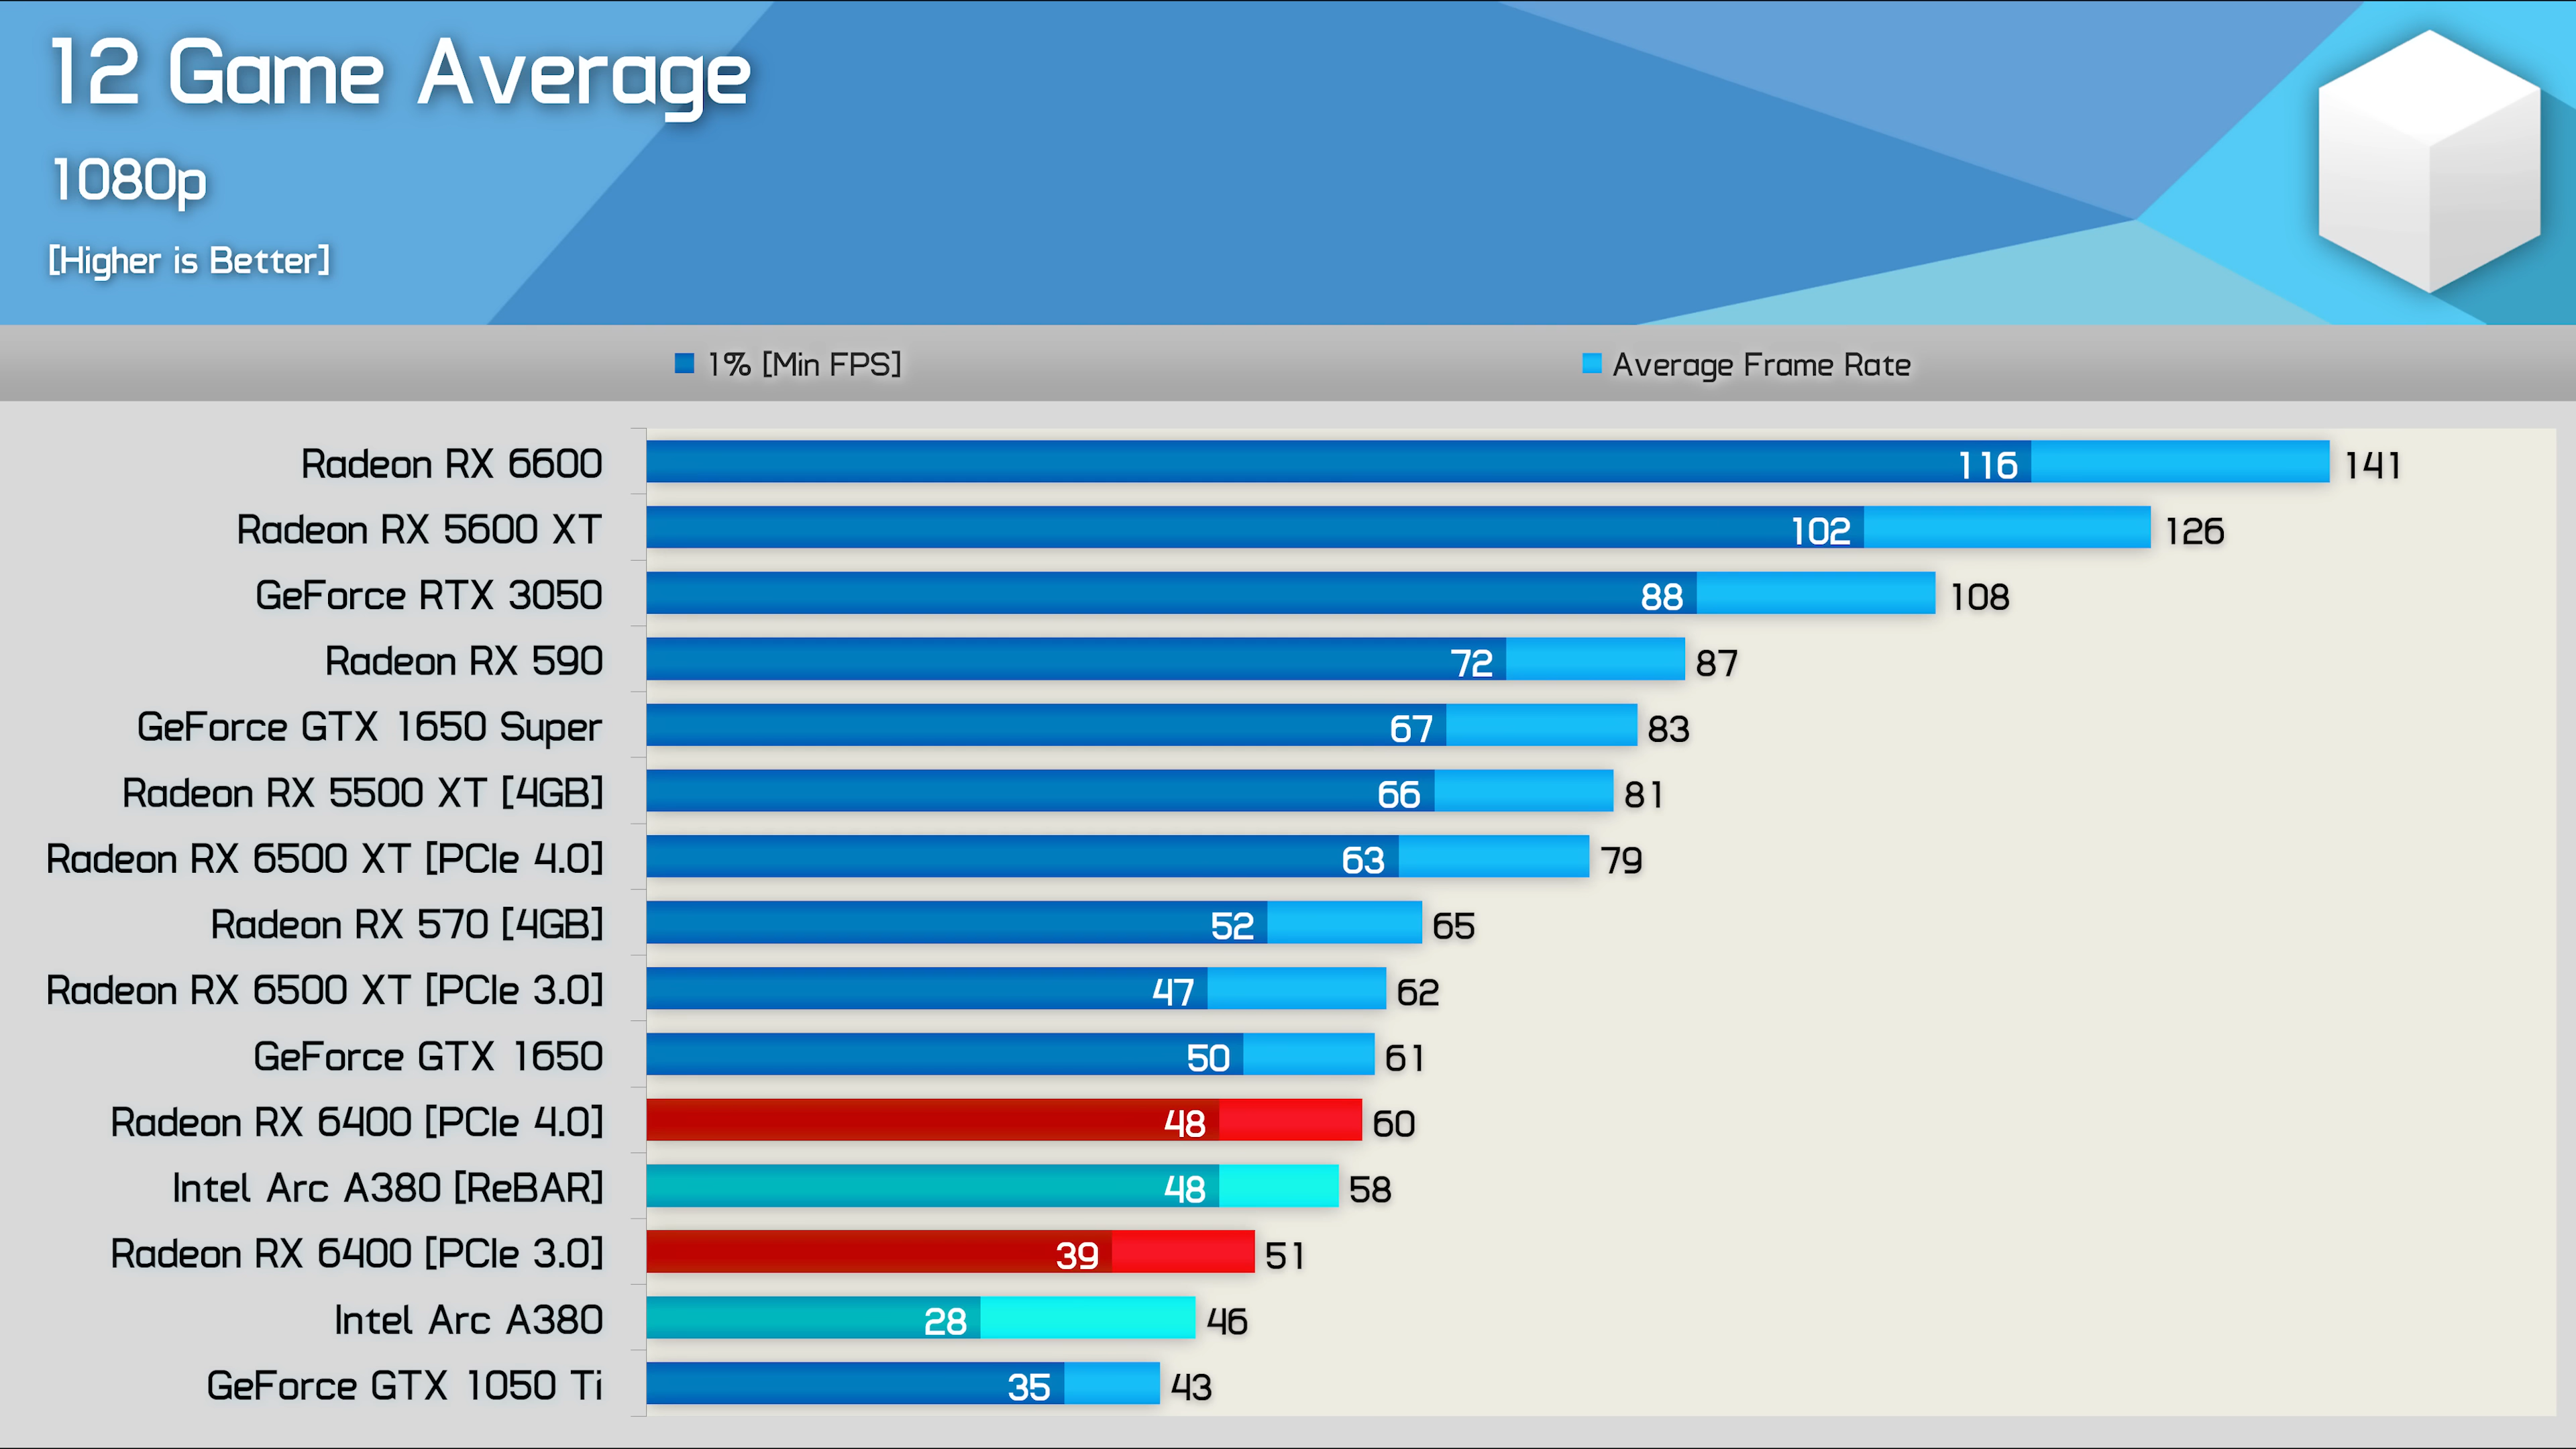 12 Game Average
1080p
[Higher is Better]
1% [Min FPS] Average Frame Rate
Radeon RX 6600 116 141
Radeon RX 5600 XT 102 126
GeForce RTX 3050 88 108
Radeon RX 590 72 87
GeForce GTX 1650 Super 67 83
Radeon RX 5500 XT [4GB] 66 81
Radeon RX 6500 XT [PCIe 4.0] 63 79
Radeon RX 570 [4GB] 52 65
Radeon RX 6500 XT [PCIe 3.0] 47 62
GeForce GTX 1650 50 61
Radeon RX 6400 [PCIe 4.0] 48 60
Intel Arc A380 [ReBAR] 48 58
Radeon RX 6400 [PCIe 3.0] 39 51
Intel Arc A380 28 46
GeForce GTX 1050 Ti 35 43